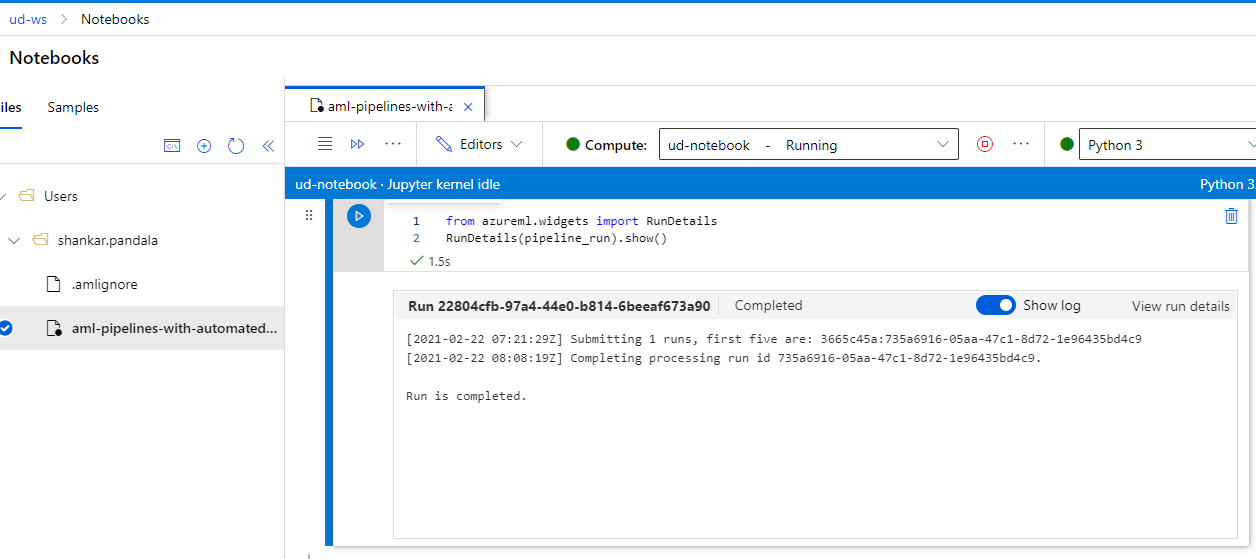 ud-ws > Notebooks
Notebooks
iles Samples
Users
shankar.pandala
.amlignore
aml-pipelines-with-automated...
aml-pipelines-with-a
Editors
Compute: ud-notebook - Running
Python 3
ud-notebook · Jupyter kernel idle
Python 3.
1 from azureml.widgets import RunDetails
2 RunDetails(pipeline_run).show()
1.5s
Run 22804cfb-97a4-44e0-b814-6beeaf673a90 Completed Show log View run details
[2021-02-22 07:21:29Z] Submitting 1 runs, first five are: 3665c45a:735a6916-05aa-47c1-8d72-1e96435bd4c9
[2021-02-22 08:08:19Z] Completing processing run id 735a6916-05aa-47c1-8d72-1e96435bd4c9.
Run is completed.